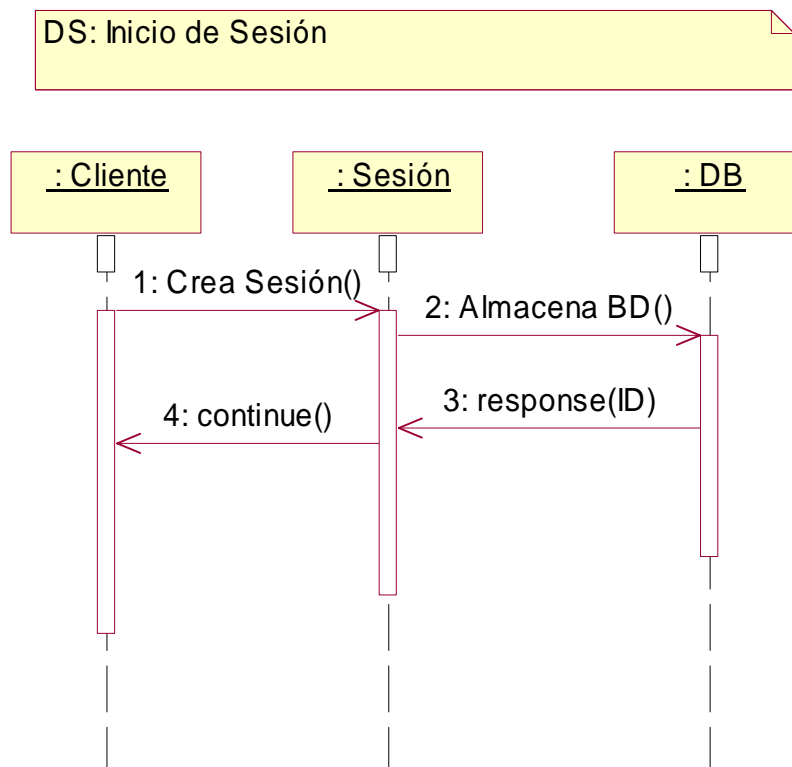 DS: Inicio de Sesión
: Cliente
: Sesión
: DB
1: Crea Sesión()
2: Almacena BD()
3: response(ID)
4: continue()